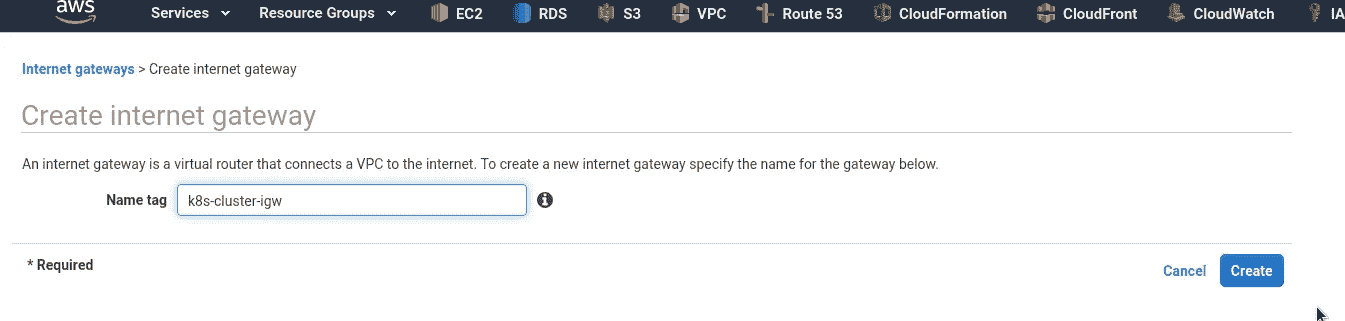 aws Services Resource Groups EC2 RDS S3 VPC Route 53 CloudFormation CloudFront CloudWatch IA
Internet gateways > Create internet gateway
Create internet gateway
An internet gateway is a virtual router that connects a VPC to the internet. To create a new internet gateway specify the name for the gateway below.
Name tag k8s-cluster-igw
* Required Cancel Create